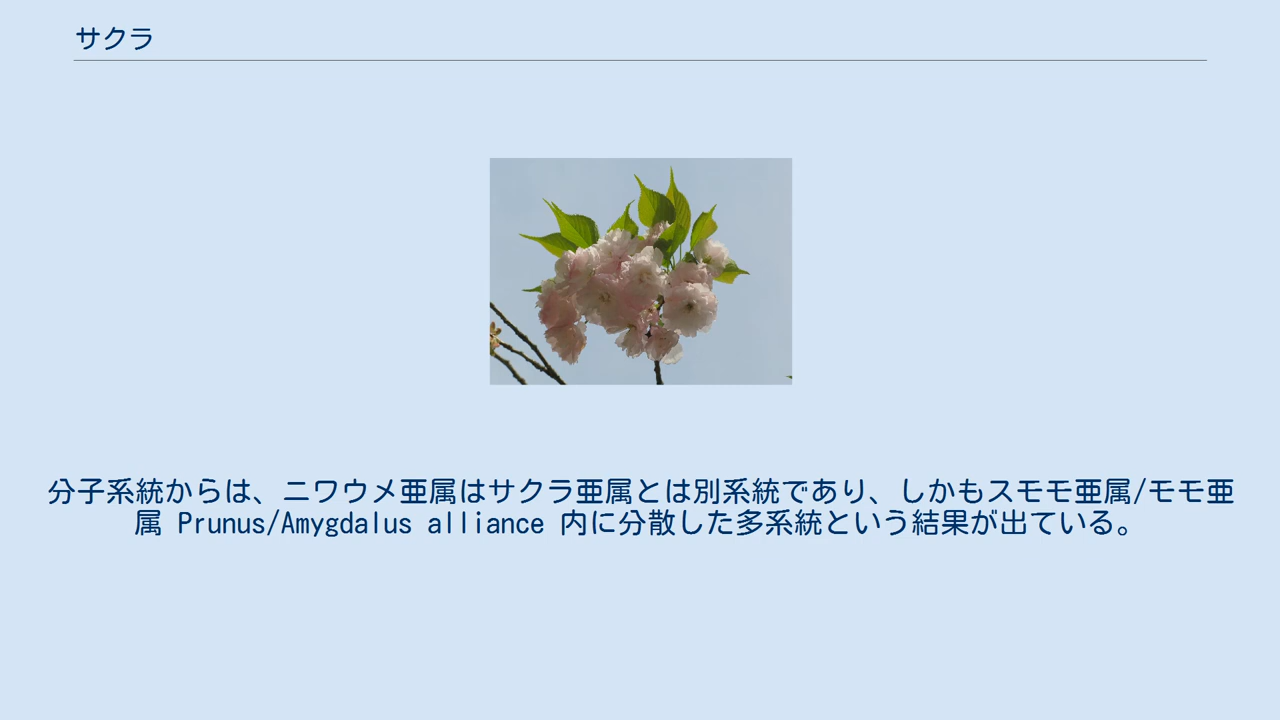 サクラ
分子系統からは、ニワウメ亜属はサクラ亜属とは別系統であり、しかもスモモ亜属/モモ亜
属 Prunus/Amygdalus alliance 内に分散した多系統という結果が出ている。